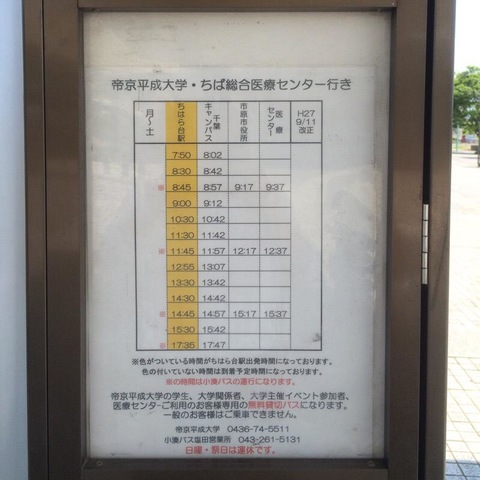 帝京平成大学・ちば総合医療センター行き
月～土 ちはら台駅 千葉キャンパス 市原市役所 医療センター H27 9/11 改正
7:50 8:02
8:30 8:42
※ 8:45 8:57 9:17 9:37
9:00 9:12
10:30 10:42
11:30 11:42
※ 11:45 11:57 12:17 12:37
12:55 13:07
13:30 13:42
14:30 14:42
※ 14:45 14:57 15:17 15:37
15:30 15:42
※ 17:35 17:47
※色がついている時間がちはら台駅出発時間になっております。
色の付いていない時間は到着予定時間になっております。
※の時間は小湊バスの運行になります。
帝京平成大学の学生、大学関係者、大学主催イベント参加者、
医療センターご利用のお客様専用の無料貸切バスになります。
一般のお客様はご乗車できません。
帝京平成大学 0436-74-5511
小湊バス塩田営業所 043-261-5131
日曜・祭日は運休です。